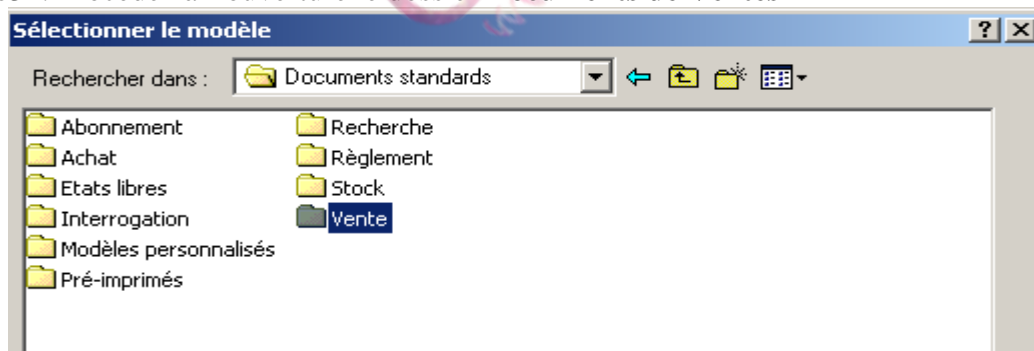 Sélectionner le modèle
Rechercher dans : Documents standards
Abonnement
Achat
Etats libres
Interrogation
Modèles personnalisés
Pré-imprimés
Recherche
Règlement
Stock
Vente